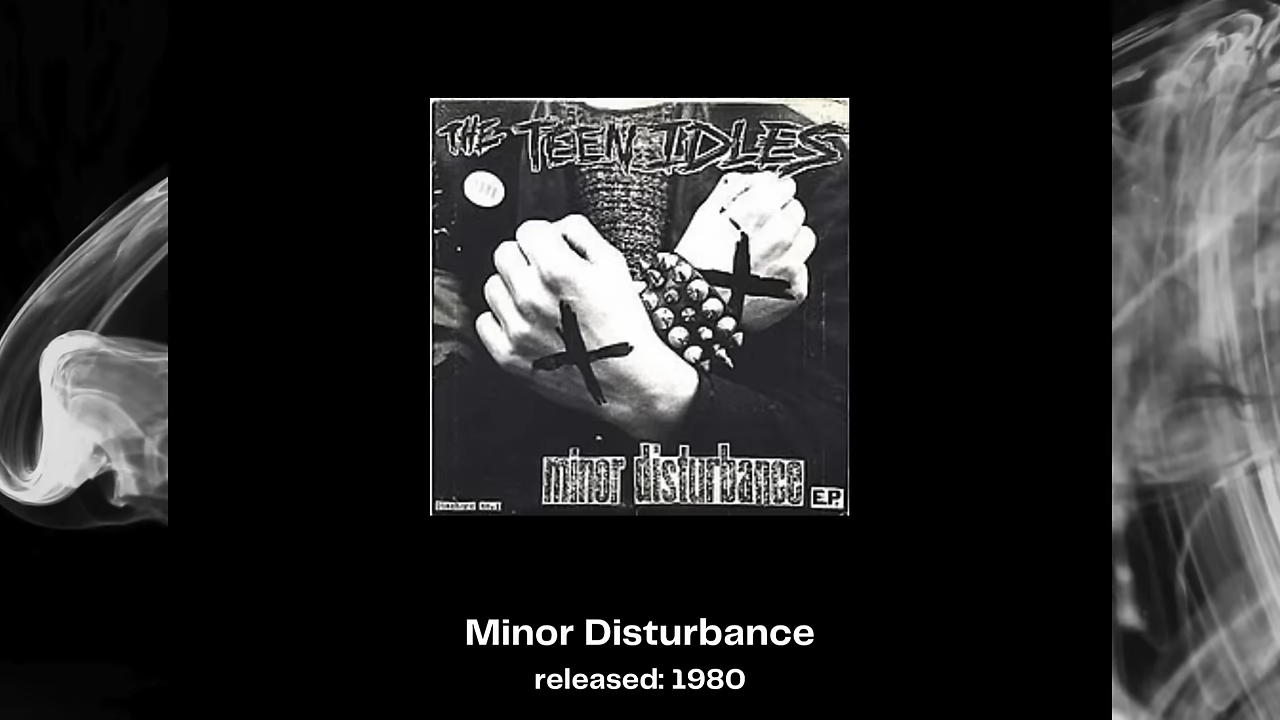 THE TEEN IDLES
minor disturbance
E.P.
Minor Disturbance
released: 1980